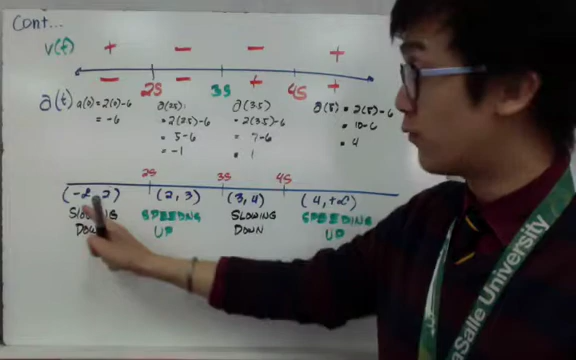 Cont...
v(t) + − − +
2S 3S 4S
− − + +
a(t) a(0) = 2(0)-6
= -6
a(2.5)
= 2(2.5)-6
= 5-6
= -1
a(3.5)
= 2(3.5)-6
= 7-6
= 1
a(5) = 2(5)-6
= 10-6
= 4
2S 3S 4S
(2, 3) (3, 4) (4, +∞)
SLOWING DOWN
SPEEDING UP
SLOWING DOWN
SPEEDING UP
Salle University